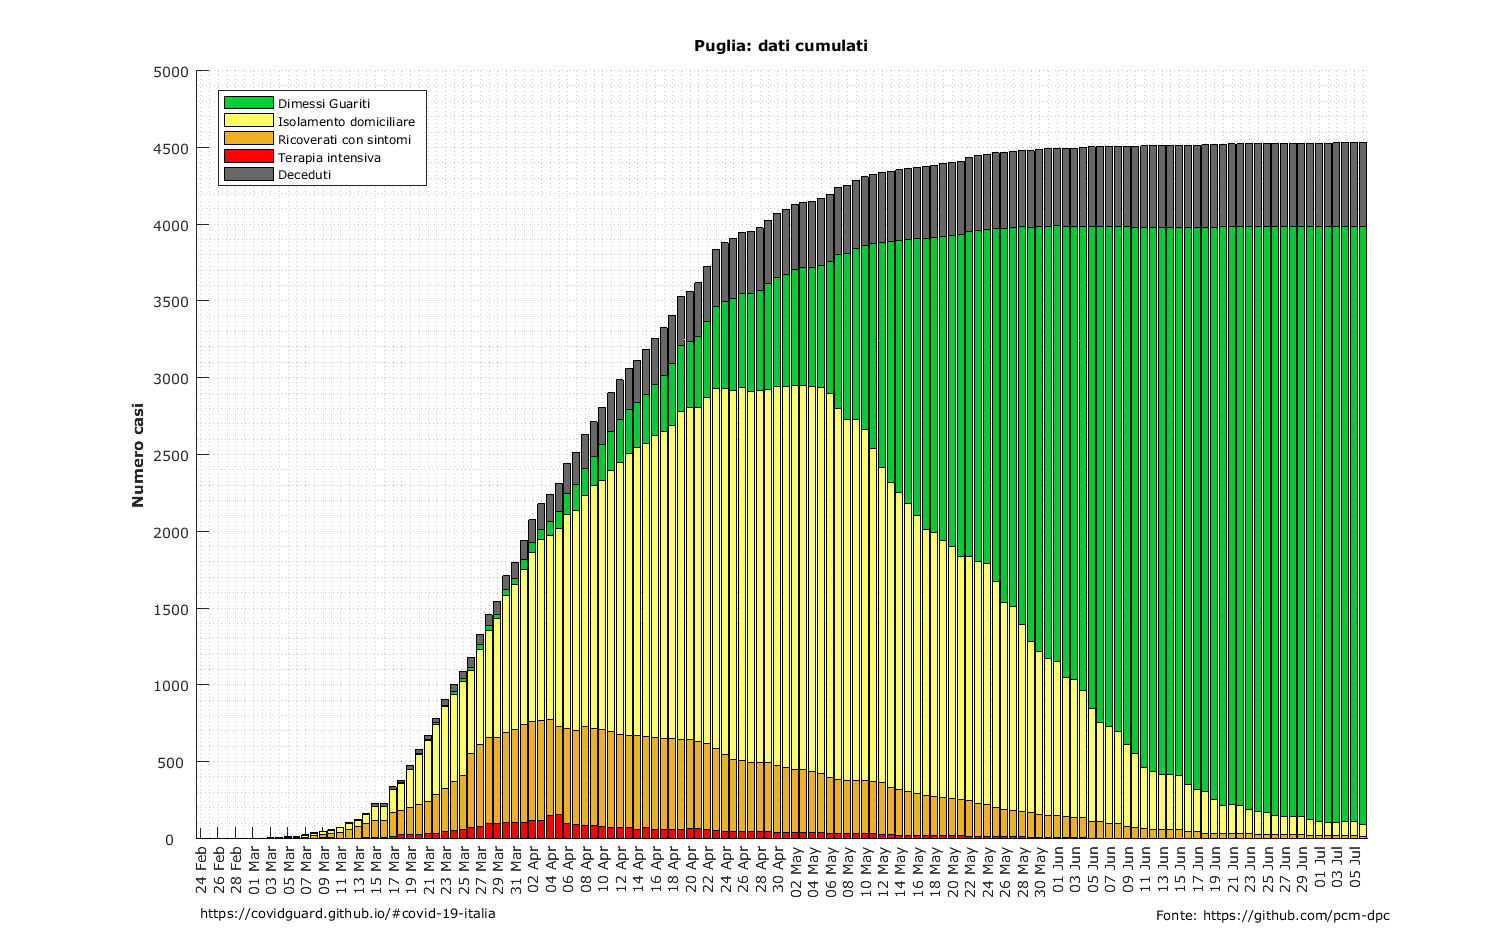 Puglia: dati cumulati
5000
4500
4000
3500
3000
2500
2000
1500
1000
500
0
Numero casi
Dimessi Guariti
Isolamento domiciliare
Ricoverati con sintomi
Terapia intensiva
Deceduti
24 Feb
26 Feb
28 Feb
01 Mar
03 Mar
05 Mar
07 Mar
09 Mar
11 Mar
13 Mar
15 Mar
17 Mar
19 Mar
21 Mar
23 Mar
25 Mar
27 Mar
29 Mar
31 Mar
02 Apr
04 Apr
06 Apr
08 Apr
10 Apr
12 Apr
14 Apr
16 Apr
18 Apr
20 Apr
22 Apr
24 Apr
26 Apr
28 Apr
30 Apr
02 May
04 May
06 May
08 May
10 May
12 May
14 May
16 May
18 May
20 May
22 May
24 May
26 May
28 May
30 May
01 Jun
03 Jun
05 Jun
07 Jun
09 Jun
11 Jun
13 Jun
15 Jun
17 Jun
19 Jun
21 Jun
23 Jun
25 Jun
27 Jun
29 Jun
01 Jul
03 Jul
05 Jul
https://covidguard.github.io/#covid-19-italia
Fonte: https://github.com/pcm-dpc